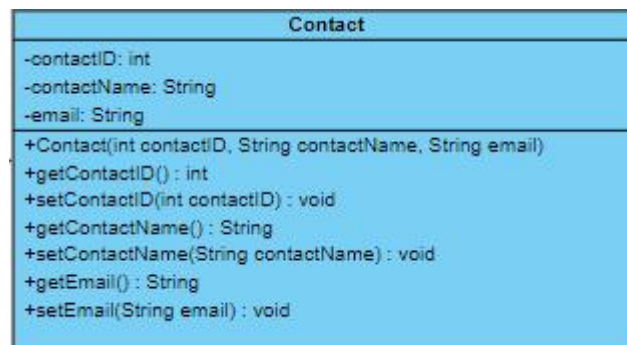 Contact
-contactID: int
-contactName: String
-email: String
+Contact(int contactID, String contactName, String email)
+getContactID() : int
+setContactID(int contactID) : void
+getContactName() : String
+setContactName(String contactName) : void
+getEmail() : String
+setEmail(String email) : void